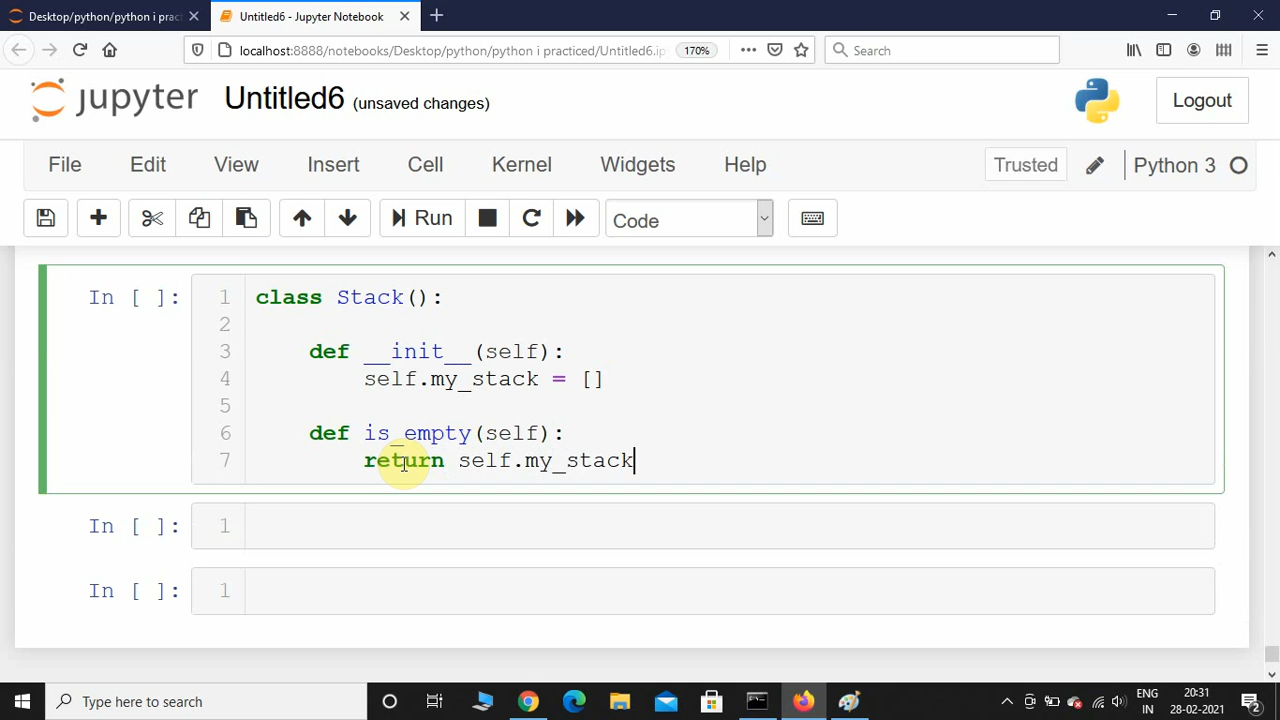 Desktop/python/python i pract
Untitled6 - Jupyter Notebook
localhost:8888/notebooks/Desktop/python/python i practiced/Untitled6.ip
170%
Search
jupyter Untitled6 (unsaved changes)
Logout
File Edit View Insert Cell Kernel Widgets Help
Trusted
Python 3
Run
Code
In [ ]:
1 class Stack():
2
3 def __init__(self):
4 self.my_stack = []
5
6 def is_empty(self):
7 return self.my_stack
In [ ]: 1
In [ ]: 1
Type here to search
ENG
IN
20:31
28-02-2021
2